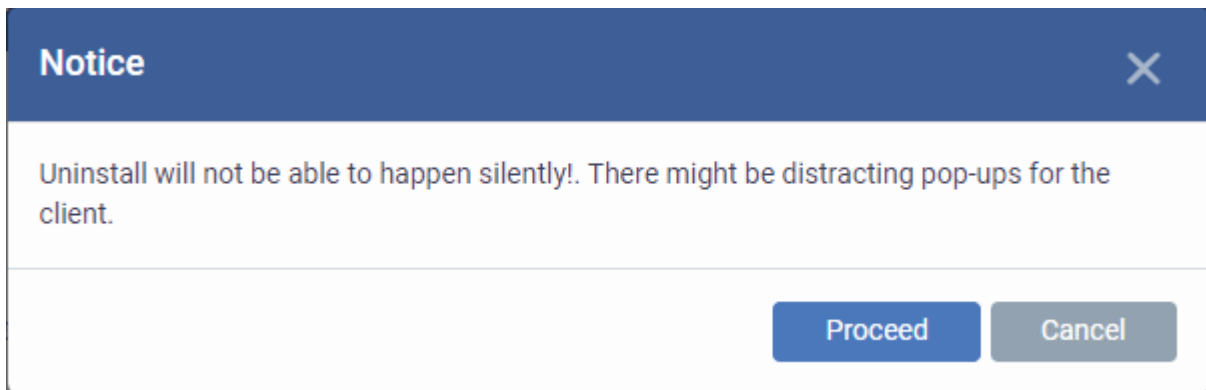 Notice
Uninstall will not be able to happen silently!. There might be distracting pop-ups for the
client.
Proceed
Cancel